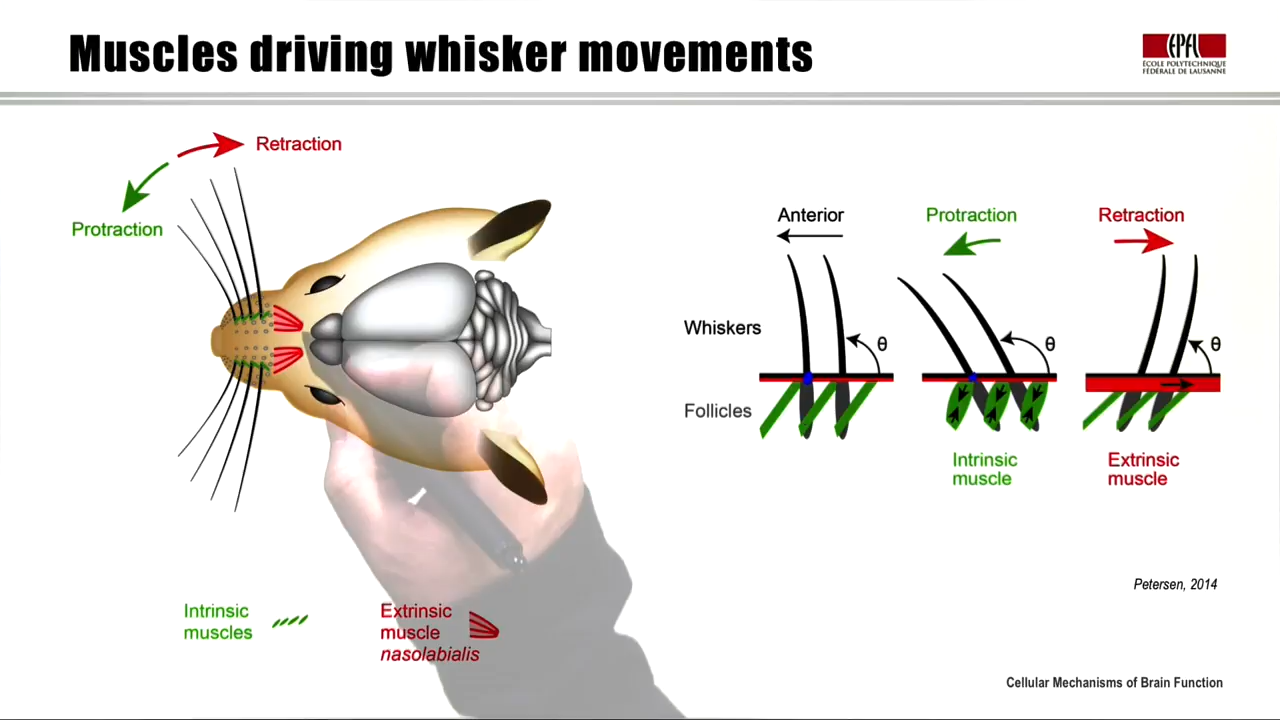 Muscles driving whisker movements
EPFL
ÉCOLE POLYTECHNIQUE
FÉDÉRALE DE LAUSANNE
Retraction
Protraction
Anterior
Protraction
Retraction
Whiskers
θ
θ
θ
Follicles
Intrinsic
muscle
Extrinsic
muscle
Petersen, 2014
Intrinsic
muscles
Extrinsic
muscle
nasolabialis
Cellular Mechanisms of Brain Function